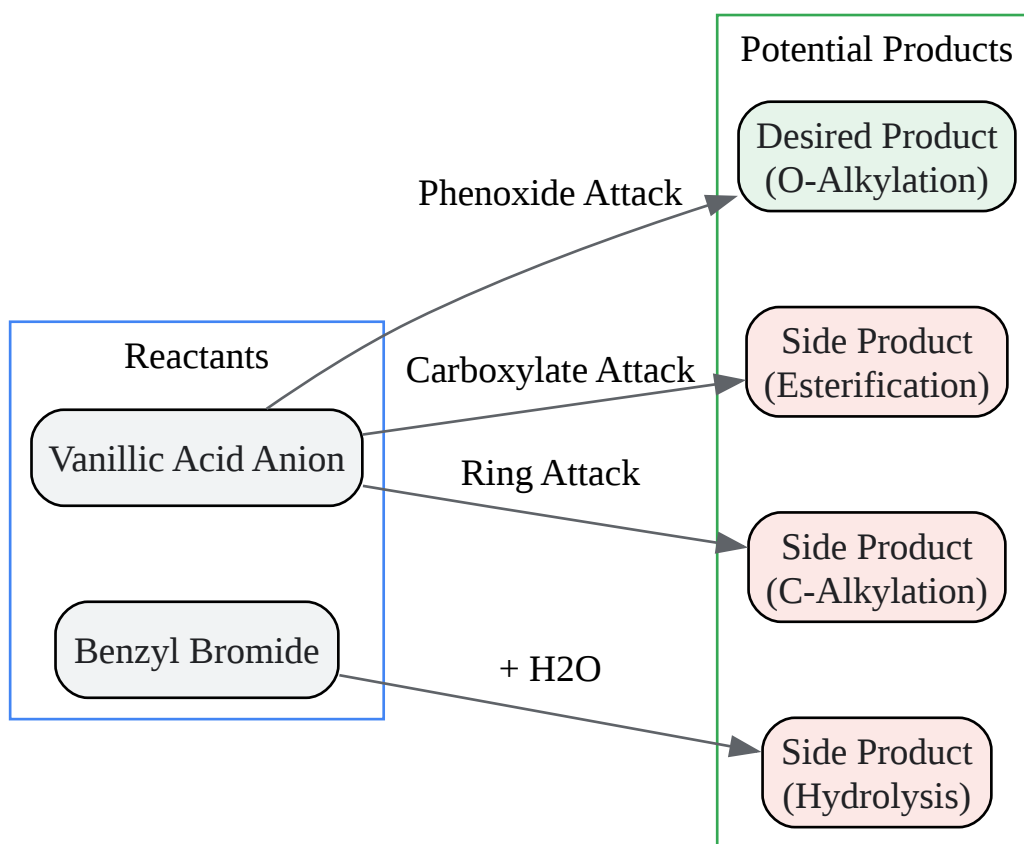 Potential Products
Desired Product
(O-Alkylation)
Phenoxide Attack
Side Product
(Esterification)
Reactants
Carboxylate Attack
Vanillic Acid Anion
Ring Attack
Side Product
(C-Alkylation)
Benzyl Bromide
+ H2O
Side Product
(Hydrolysis)